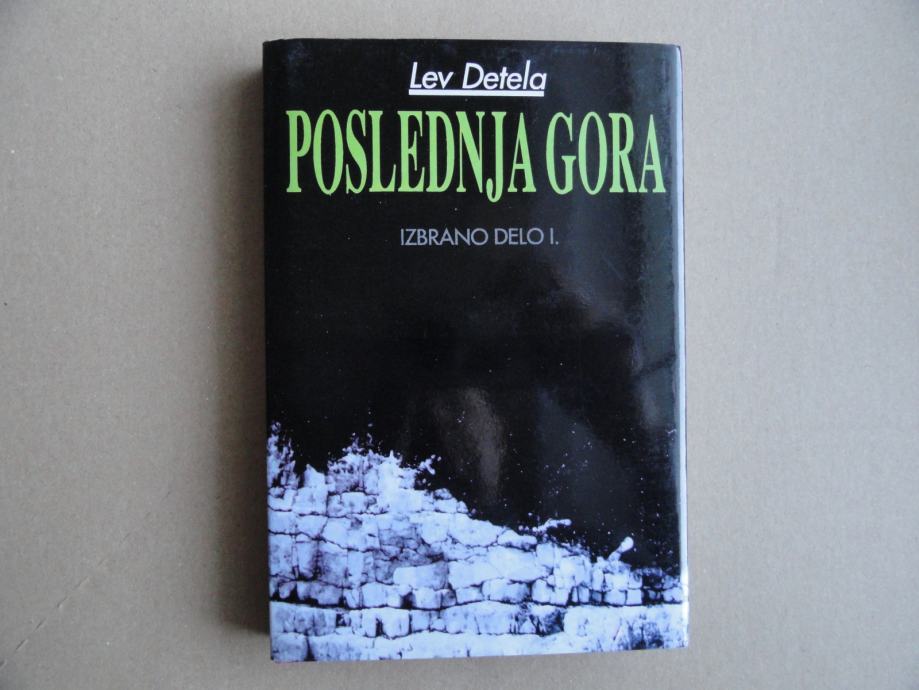 Lev Detela
POSLEDNJA GORA
IZBRANO DELO I.